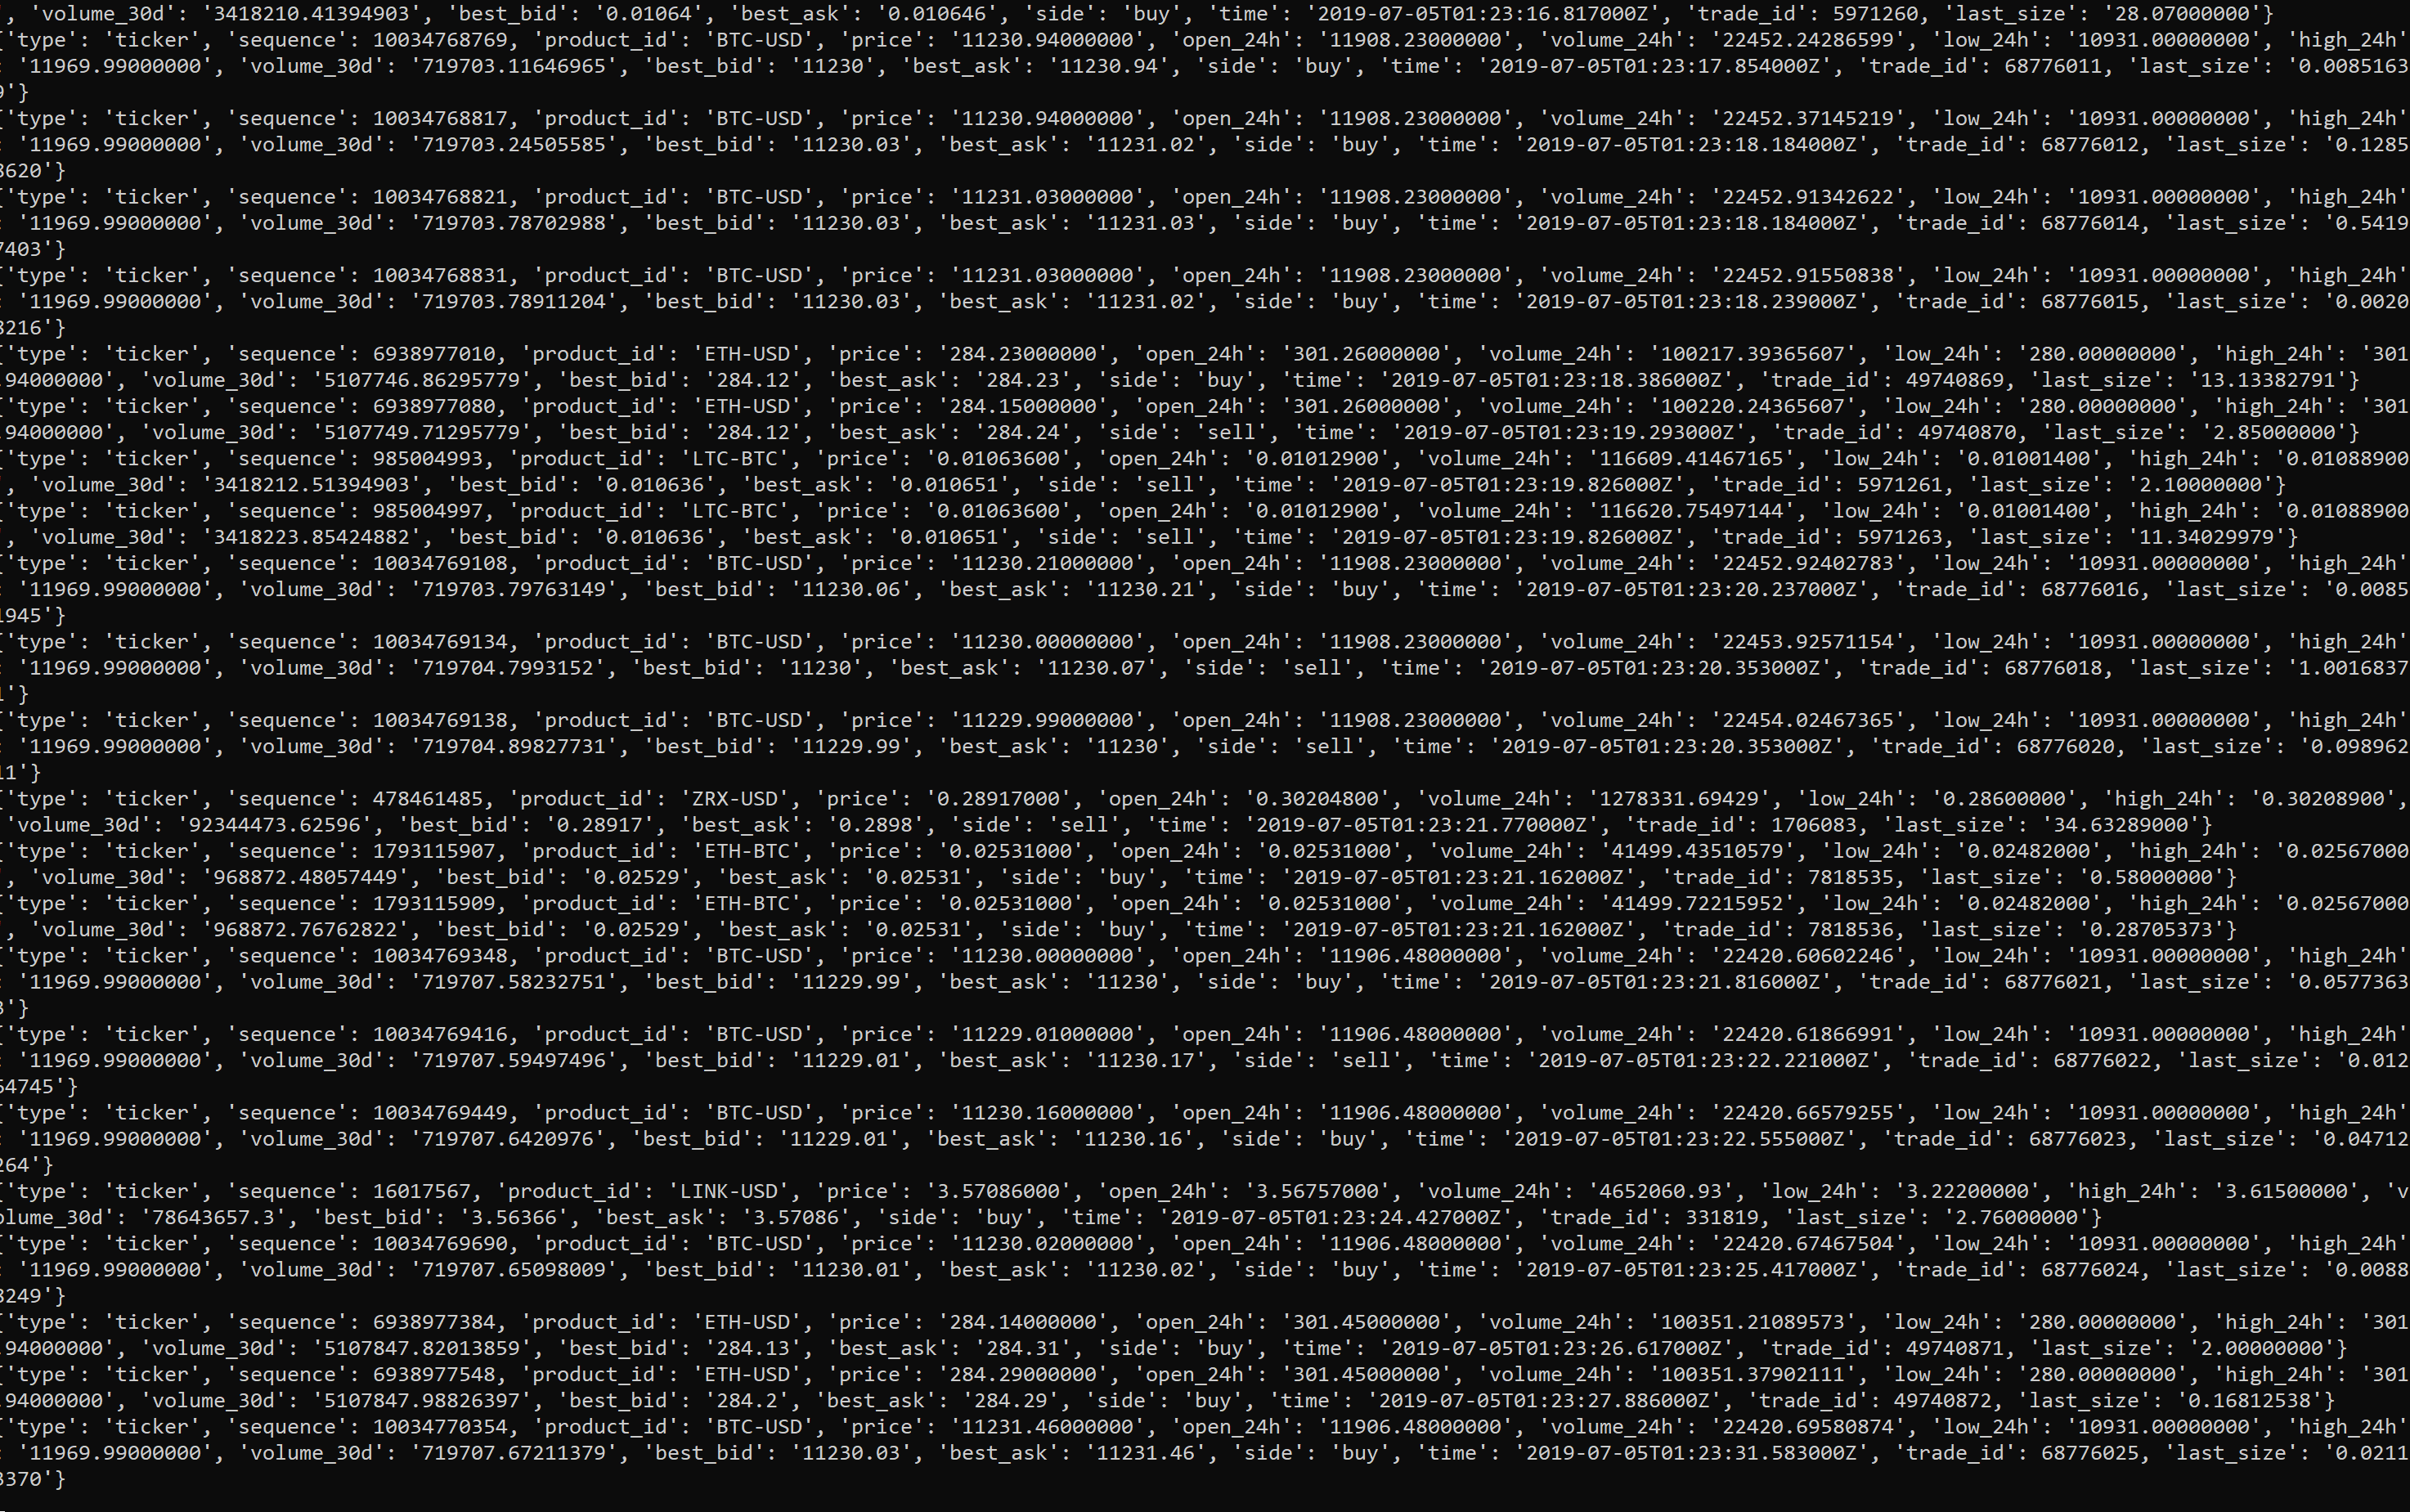 ', 'volume_30d': '3418210.41394903', 'best_bid': '0.01064', 'best_ask': '0.010646', 'side': 'buy', 'time': '2019-07-05T01:23:16.817000Z', 'trade_id': 5971260, 'last_size': '28.07000000'}
{'type': 'ticker', 'sequence': 10034768769, 'product_id': 'BTC-USD', 'price': '11230.94000000', 'open_24h': '11908.23000000', 'volume_24h': '22452.24286599', 'low_24h': '10931.00000000', 'high_24h'
: '11969.99000000', 'volume_30d': '719703.11646965', 'best_bid': '11230', 'best_ask': '11230.94', 'side': 'buy', 'time': '2019-07-05T01:23:17.854000Z', 'trade_id': 68776011, 'last_size': '0.0085163
9'}
{'type': 'ticker', 'sequence': 10034768817, 'product_id': 'BTC-USD', 'price': '11230.94000000', 'open_24h': '11908.23000000', 'volume_24h': '22452.37145219', 'low_24h': '10931.00000000', 'high_24h'
: '11969.99000000', 'volume_30d': '719703.24505585', 'best_bid': '11230.03', 'best_ask': '11231.02', 'side': 'buy', 'time': '2019-07-05T01:23:18.184000Z', 'trade_id': 68776012, 'last_size': '0.1285
8620'}
{'type': 'ticker', 'sequence': 10034768821, 'product_id': 'BTC-USD', 'price': '11231.03000000', 'open_24h': '11908.23000000', 'volume_24h': '22452.91342622', 'low_24h': '10931.00000000', 'high_24h'
: '11969.99000000', 'volume_30d': '719703.78702988', 'best_bid': '11230.03', 'best_ask': '11231.03', 'side': 'buy', 'time': '2019-07-05T01:23:18.184000Z', 'trade_id': 68776014, 'last_size': '0.5419
7403'}
{'type': 'ticker', 'sequence': 10034768831, 'product_id': 'BTC-USD', 'price': '11231.03000000', 'open_24h': '11908.23000000', 'volume_24h': '22452.91550838', 'low_24h': '10931.00000000', 'high_24h'
: '11969.99000000', 'volume_30d': '719703.78911204', 'best_bid': '11230.03', 'best_ask': '11231.02', 'side': 'buy', 'time': '2019-07-05T01:23:18.239000Z', 'trade_id': 68776015, 'last_size': '0.0020
8216'}
{'type': 'ticker', 'sequence': 6938977010, 'product_id': 'ETH-USD', 'price': '284.23000000', 'open_24h': '301.26000000', 'volume_24h': '100217.39365607', 'low_24h': '280.00000000', 'high_24h': '301
.94000000', 'volume_30d': '5107746.86295779', 'best_bid': '284.12', 'best_ask': '284.23', 'side': 'buy', 'time': '2019-07-05T01:23:18.386000Z', 'trade_id': 49740869, 'last_size': '13.13382791'}
{'type': 'ticker', 'sequence': 6938977080, 'product_id': 'ETH-USD', 'price': '284.15000000', 'open_24h': '301.26000000', 'volume_24h': '100220.24365607', 'low_24h': '280.00000000', 'high_24h': '301
.94000000', 'volume_30d': '5107749.71295779', 'best_bid': '284.12', 'best_ask': '284.24', 'side': 'sell', 'time': '2019-07-05T01:23:19.293000Z', 'trade_id': 49740870, 'last_size': '2.85000000'}
{'type': 'ticker', 'sequence': 985004993, 'product_id': 'LTC-BTC', 'price': '0.01063600', 'open_24h': '0.01012900', 'volume_24h': '116609.41467165', 'low_24h': '0.01001400', 'high_24h': '0.01088900
', 'volume_30d': '3418212.51394903', 'best_bid': '0.010636', 'best_ask': '0.010651', 'side': 'sell', 'time': '2019-07-05T01:23:19.826000Z', 'trade_id': 5971261, 'last_size': '2.10000000'}
{'type': 'ticker', 'sequence': 985004997, 'product_id': 'LTC-BTC', 'price': '0.01063600', 'open_24h': '0.01012900', 'volume_24h': '116620.75497144', 'low_24h': '0.01001400', 'high_24h': '0.01088900
', 'volume_30d': '3418223.85424882', 'best_bid': '0.010636', 'best_ask': '0.010651', 'side': 'sell', 'time': '2019-07-05T01:23:19.826000Z', 'trade_id': 5971263, 'last_size': '11.34029979'}
{'type': 'ticker', 'sequence': 10034769108, 'product_id': 'BTC-USD', 'price': '11230.21000000', 'open_24h': '11908.23000000', 'volume_24h': '22452.92402783', 'low_24h': '10931.00000000', 'high_24h'
: '11969.99000000', 'volume_30d': '719703.79763149', 'best_bid': '11230.06', 'best_ask': '11230.21', 'side': 'buy', 'time': '2019-07-05T01:23:20.237000Z', 'trade_id': 68776016, 'last_size': '0.0085
1945'}
{'type': 'ticker', 'sequence': 10034769134, 'product_id': 'BTC-USD', 'price': '11230.00000000', 'open_24h': '11908.23000000', 'volume_24h': '22453.92571154', 'low_24h': '10931.00000000', 'high_24h'
: '11969.99000000', 'volume_30d': '719704.7993152', 'best_bid': '11230', 'best_ask': '11230.07', 'side': 'sell', 'time': '2019-07-05T01:23:20.353000Z', 'trade_id': 68776018, 'last_size': '1.0016837
1'}
{'type': 'ticker', 'sequence': 10034769138, 'product_id': 'BTC-USD', 'price': '11229.99000000', 'open_24h': '11908.23000000', 'volume_24h': '22454.02467365', 'low_24h': '10931.00000000', 'high_24h'
: '11969.99000000', 'volume_30d': '719704.89827731', 'best_bid': '11229.99', 'best_ask': '11230', 'side': 'sell', 'time': '2019-07-05T01:23:20.353000Z', 'trade_id': 68776020, 'last_size': '0.098962
11'}
{'type': 'ticker', 'sequence': 478461485, 'product_id': 'ZRX-USD', 'price': '0.28917000', 'open_24h': '0.30204800', 'volume_24h': '1278331.69429', 'low_24h': '0.28600000', 'high_24h': '0.30208900',
'volume_30d': '92344473.62596', 'best_bid': '0.28917', 'best_ask': '0.2898', 'side': 'sell', 'time': '2019-07-05T01:23:21.770000Z', 'trade_id': 1706083, 'last_size': '34.63289000'}
{'type': 'ticker', 'sequence': 1793115907, 'product_id': 'ETH-BTC', 'price': '0.02531000', 'open_24h': '0.02531000', 'volume_24h': '41499.43510579', 'low_24h': '0.02482000', 'high_24h': '0.02567000
', 'volume_30d': '968872.48057449', 'best_bid': '0.02529', 'best_ask': '0.02531', 'side': 'buy', 'time': '2019-07-05T01:23:21.162000Z', 'trade_id': 7818535, 'last_size': '0.58000000'}
{'type': 'ticker', 'sequence': 1793115909, 'product_id': 'ETH-BTC', 'price': '0.02531000', 'open_24h': '0.02531000', 'volume_24h': '41499.72215952', 'low_24h': '0.02482000', 'high_24h': '0.02567000
', 'volume_30d': '968872.76762822', 'best_bid': '0.02529', 'best_ask': '0.02531', 'side': 'buy', 'time': '2019-07-05T01:23:21.162000Z', 'trade_id': 7818536, 'last_size': '0.28705373'}
{'type': 'ticker', 'sequence': 10034769348, 'product_id': 'BTC-USD', 'price': '11230.00000000', 'open_24h': '11906.48000000', 'volume_24h': '22420.60602246', 'low_24h': '10931.00000000', 'high_24h'
: '11969.99000000', 'volume_30d': '719707.58232751', 'best_bid': '11229.99', 'best_ask': '11230', 'side': 'buy', 'time': '2019-07-05T01:23:21.816000Z', 'trade_id': 68776021, 'last_size': '0.0577363
3'}
{'type': 'ticker', 'sequence': 10034769416, 'product_id': 'BTC-USD', 'price': '11229.01000000', 'open_24h': '11906.48000000', 'volume_24h': '22420.61866991', 'low_24h': '10931.00000000', 'high_24h'
: '11969.99000000', 'volume_30d': '719707.59497496', 'best_bid': '11229.01', 'best_ask': '11230.17', 'side': 'sell', 'time': '2019-07-05T01:23:22.221000Z', 'trade_id': 68776022, 'last_size': '0.012
64745'}
{'type': 'ticker', 'sequence': 10034769449, 'product_id': 'BTC-USD', 'price': '11230.16000000', 'open_24h': '11906.48000000', 'volume_24h': '22420.66579255', 'low_24h': '10931.00000000', 'high_24h'
: '11969.99000000', 'volume_30d': '719707.6420976', 'best_bid': '11229.01', 'best_ask': '11230.16', 'side': 'buy', 'time': '2019-07-05T01:23:22.555000Z', 'trade_id': 68776023, 'last_size': '0.04712
264'}
{'type': 'ticker', 'sequence': 16017567, 'product_id': 'LINK-USD', 'price': '3.57086000', 'open_24h': '3.56757000', 'volume_24h': '4652060.93', 'low_24h': '3.22200000', 'high_24h': '3.61500000', 'v
olume_30d': '78643657.3', 'best_bid': '3.56366', 'best_ask': '3.57086', 'side': 'buy', 'time': '2019-07-05T01:23:24.427000Z', 'trade_id': 331819, 'last_size': '2.76000000'}
{'type': 'ticker', 'sequence': 10034769690, 'product_id': 'BTC-USD', 'price': '11230.02000000', 'open_24h': '11906.48000000', 'volume_24h': '22420.67467504', 'low_24h': '10931.00000000', 'high_24h'
: '11969.99000000', 'volume_30d': '719707.65098009', 'best_bid': '11230.01', 'best_ask': '11230.02', 'side': 'buy', 'time': '2019-07-05T01:23:25.417000Z', 'trade_id': 68776024, 'last_size': '0.0088
8249'}
{'type': 'ticker', 'sequence': 6938977384, 'product_id': 'ETH-USD', 'price': '284.14000000', 'open_24h': '301.45000000', 'volume_24h': '100351.21089573', 'low_24h': '280.00000000', 'high_24h': '301
.94000000', 'volume_30d': '5107847.82013859', 'best_bid': '284.13', 'best_ask': '284.31', 'side': 'buy', 'time': '2019-07-05T01:23:26.617000Z', 'trade_id': 49740871, 'last_size': '2.00000000'}
{'type': 'ticker', 'sequence': 6938977548, 'product_id': 'ETH-USD', 'price': '284.29000000', 'open_24h': '301.45000000', 'volume_24h': '100351.37902111', 'low_24h': '280.00000000', 'high_24h': '301
.94000000', 'volume_30d': '5107847.98826397', 'best_bid': '284.2', 'best_ask': '284.29', 'side': 'buy', 'time': '2019-07-05T01:23:27.886000Z', 'trade_id': 49740872, 'last_size': '0.16812538'}
{'type': 'ticker', 'sequence': 10034770354, 'product_id': 'BTC-USD', 'price': '11231.46000000', 'open_24h': '11906.48000000', 'volume_24h': '22420.69580874', 'low_24h': '10931.00000000', 'high_24h'
: '11969.99000000', 'volume_30d': '719707.67211379', 'best_bid': '11230.03', 'best_ask': '11231.46', 'side': 'buy', 'time': '2019-07-05T01:23:31.583000Z', 'trade_id': 68776025, 'last_size': '0.0211
3370'}